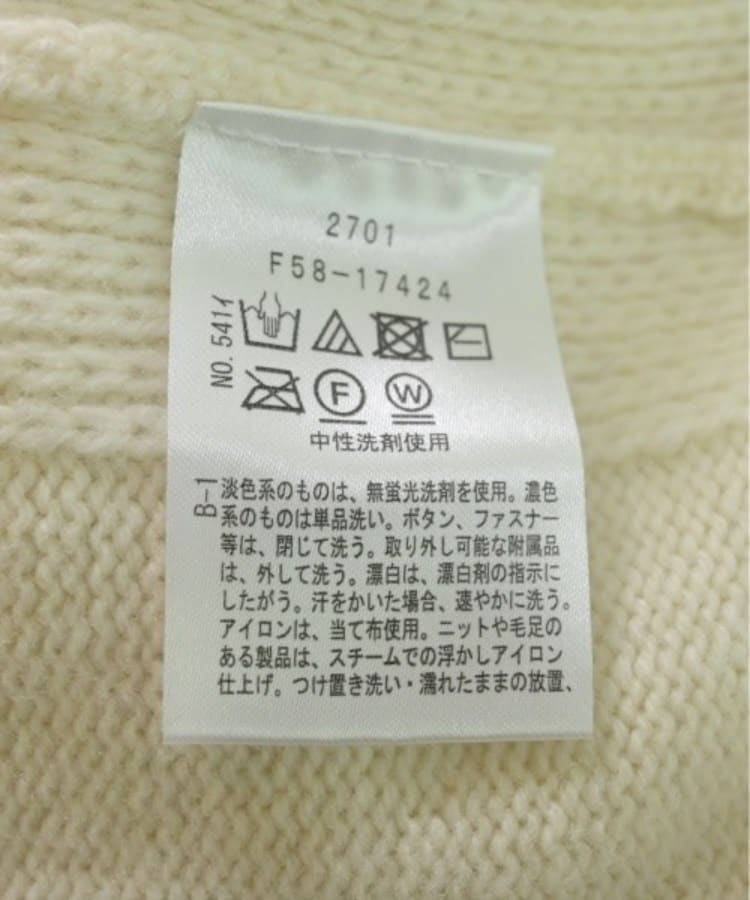 2701
F58-17424
NO. 541イ
F W
中性洗剤使用
B-1
淡色系のものは、無蛍光洗剤を使用。濃色
系のものは単品洗い。ボタン、ファスナー
等は、閉じて洗う。取り外し可能な附属品
は、外して洗う。漂白は、漂白剤の指示に
したがう。汗をかいた場合、速やかに洗う。
アイロンは、当て布使用。ニットや毛足の
ある製品は、スチームでの浮かしアイロン
仕上げ。つけ置き洗い・濡れたままの放置、